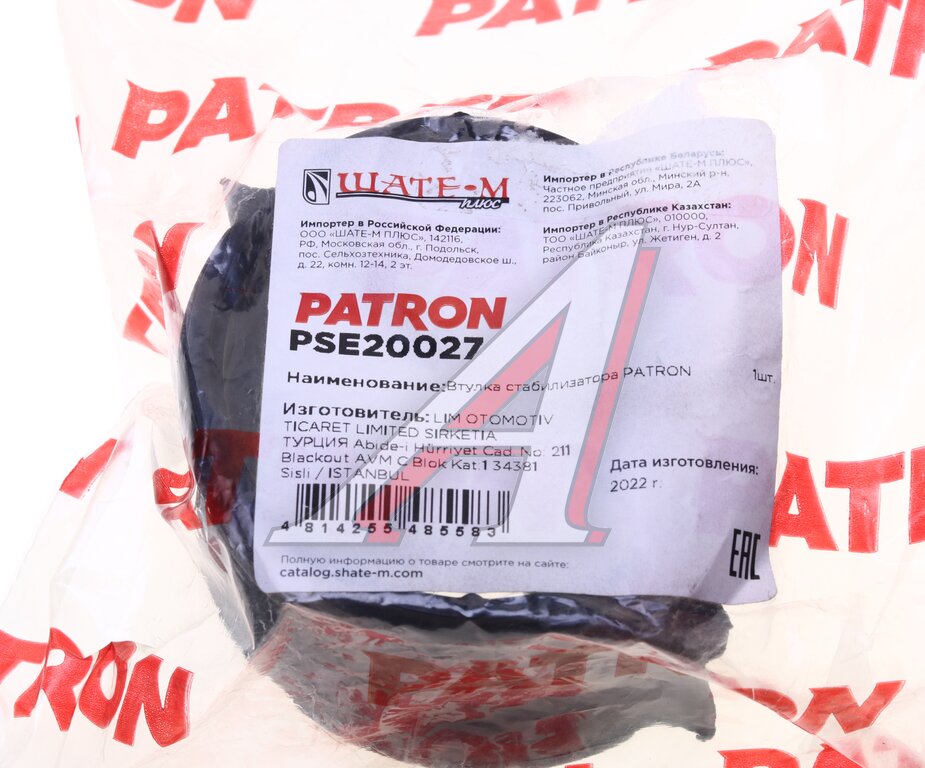 PATRON
PATRON
ШАТЕ-М
ПЛЮС
Импортер в Российской Федерации:
ООО «ШАТЕ-М ПЛЮС», 142116,
РФ, Московская обл., г. Подольск,
пос. Сельхозтехника, Домодедовское ш.,
д. 22, комн. 12-14, 2 эт.
Импортер в Республике Беларусь:
Частное предприятие «ШАТЕ-М ПЛЮС»,
223062, Минская обл., Минский р-н,
пос. Привольный, ул. Мира, 2А
Импортер в Республике Казахстан:
ТОО «ШАТЕ-М ПЛЮС», 010000,
Республика Казахстан, г. Нур-Султан,
район Байконыр, ул. Жетиген, д. 2
PATRON
PSE20027
Наименование: Втулка стабилизатора PATRON
1шт.
Изготовитель: LIM OTOMOTIV
TICARET LIMITED SIRKETIA,
ТУРЦИЯ Abide-i Hürriyet Cad. No: 211
Blackout AVM C Blok Kat:1 34381
Sisli / ISTANBUL
Дата изготовления:
2022 г.
4 814255 485583
EAC
Полную информацию о товаре смотрите на сайте:
catalog.shate-m.com
PATRON
PATRON